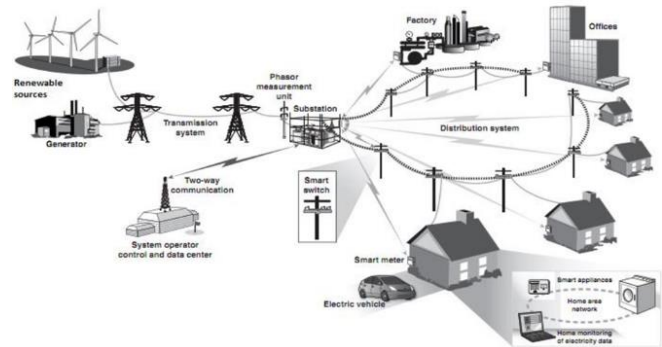 Factory
Offices
Renewable
sources
Phasor
measurement
unit
Substation
Generator
Transmission
system
Distribution system
Two-way
communication
Smart
switch
System operator
control and data center
Smart meter
Electric vehicle
Smart appliances
Home area
network
Home monitoring
of electricity data